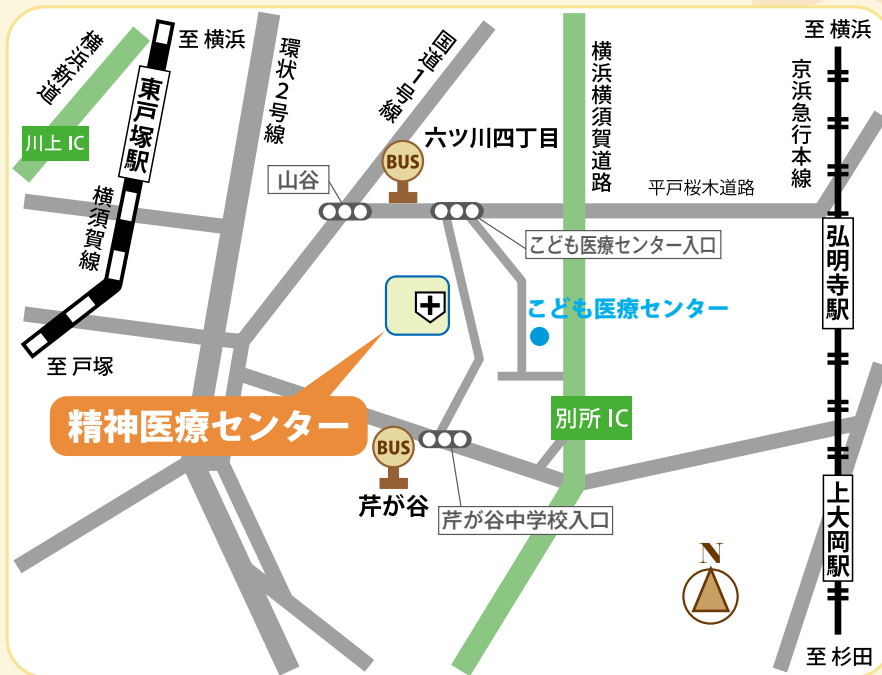 至 横浜
至 横浜
横浜新道
環状2号線
国道1号線
横浜横須賀道路
京浜急行本線
東戸塚駅
川上 IC
六ツ川四丁目
BUS
山谷
平戸桜木道路
横須賀線
こども医療センター入口
弘明寺駅
こども医療センター
至 戸塚
精神医療センター
別所 IC
BUS
芹が谷
芹が谷中学校入口
上大岡駅
N
至 杉田